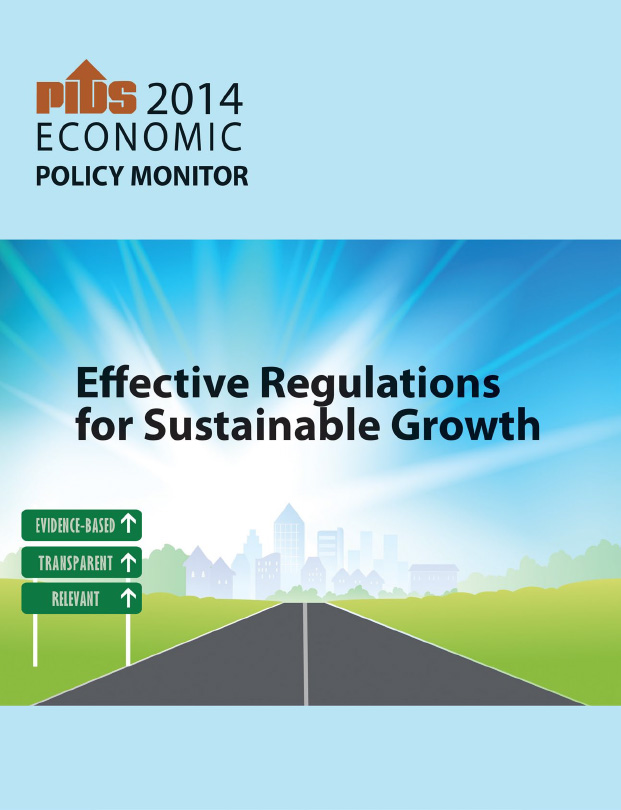 PIDS 2014
ECONOMIC
POLICY MONITOR
Effective Regulations
for Sustainable Growth
EVIDENCE-BASED ↑
TRANSPARENT ↑
RELEVANT ↑